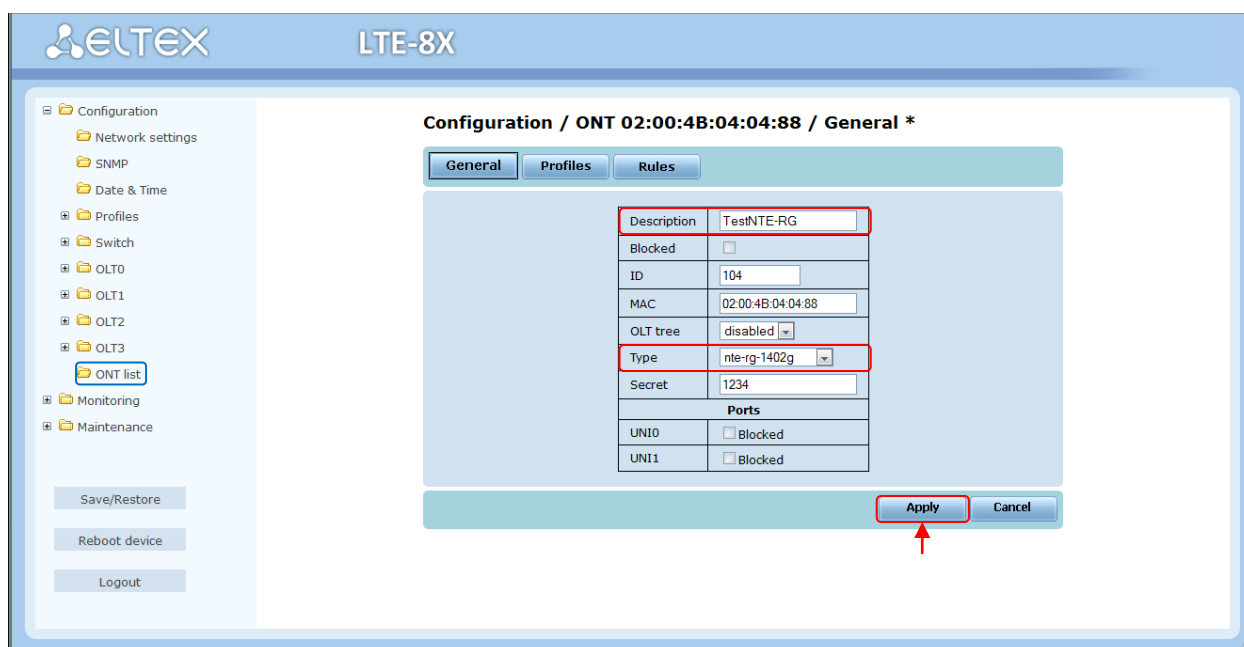 ELTEX
LTE-8X
Configuration
Network settings
SNMP
Date & Time
Profiles
Switch
OLT0
OLT1
OLT2
OLT3
ONT list
Monitoring
Maintenance
Save/Restore
Reboot device
Logout
Configuration / ONT 02:00:4B:04:04:88 / General *
General Profiles Rules
Description TestNTE-RG
Blocked
ID 104
MAC 02:00:4B:04:04:88
OLT tree disabled
Type nte-rg-1402g
Secret 1234
Ports
UNI0 Blocked
UNI1 Blocked
Apply Cancel